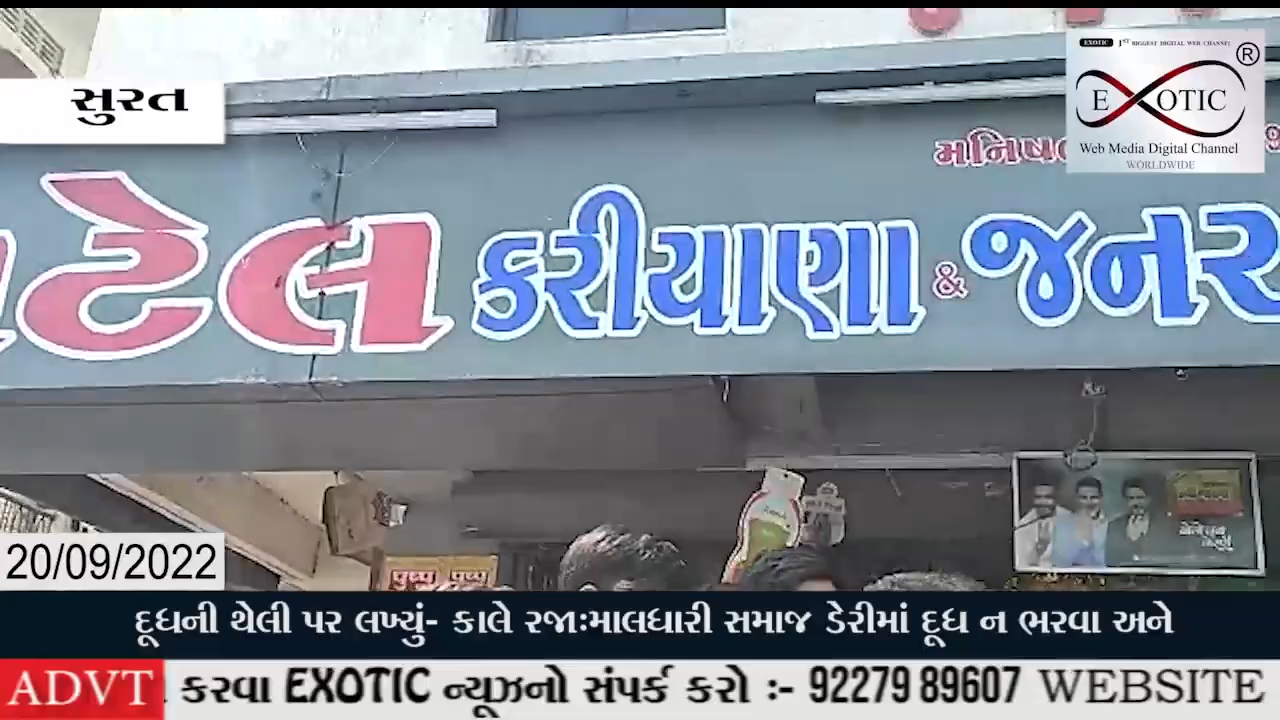 EXOTIC 1ST BIGGEST DIGITAL WEB CHANNEL
EXOTIC ®
Web Media Digital Channel
WORLDWIDE
સુરત
ટેલ કરીયાણા & જનર
20/09/2022
પુષ્પ પુષ્પ
દૂધની થેલી પર લખ્યું- કાલે રજાઃમાલધારી સમાજ ડેરીમાં દૂધ ન ભરવા અને
ADVT કરવા EXOTIC ન્યૂઝનો સંપર્ક કરો :- 92279 89607 WEBSITE